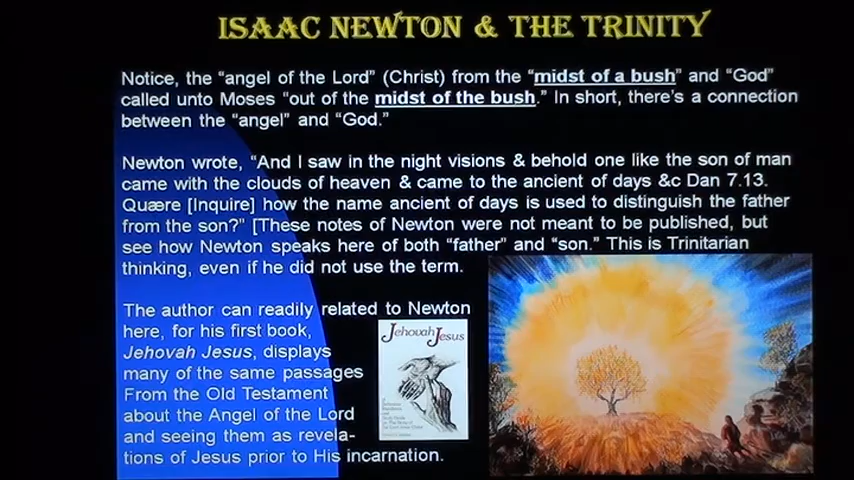 ISAAC NEWTON & THE TRINITY
Notice, the “angel of the Lord” (Christ) from the “midst of a bush” and “God”
called unto Moses “out of the midst of the bush.” In short, there’s a connection
between the “angel” and “God.”
Newton wrote, “And I saw in the night visions & behold one like the son of man
came with the clouds of heaven & came to the ancient of days &c Dan 7.13.
Quære [Inquire] how the name ancient of days is used to distinguish the father
from the son?” [These notes of Newton were not meant to be published, but
see how Newton speaks here of both “father” and “son.” This is Trinitarian
thinking, even if he did not use the term.
The author can readily related to Newton
here, for his first book,
Jehovah Jesus, displays
many of the same passages
From the Old Testament
about the Angel of the Lord
and seeing them as revela-
tions of Jesus prior to His incarnation.
Jehovah Jesus